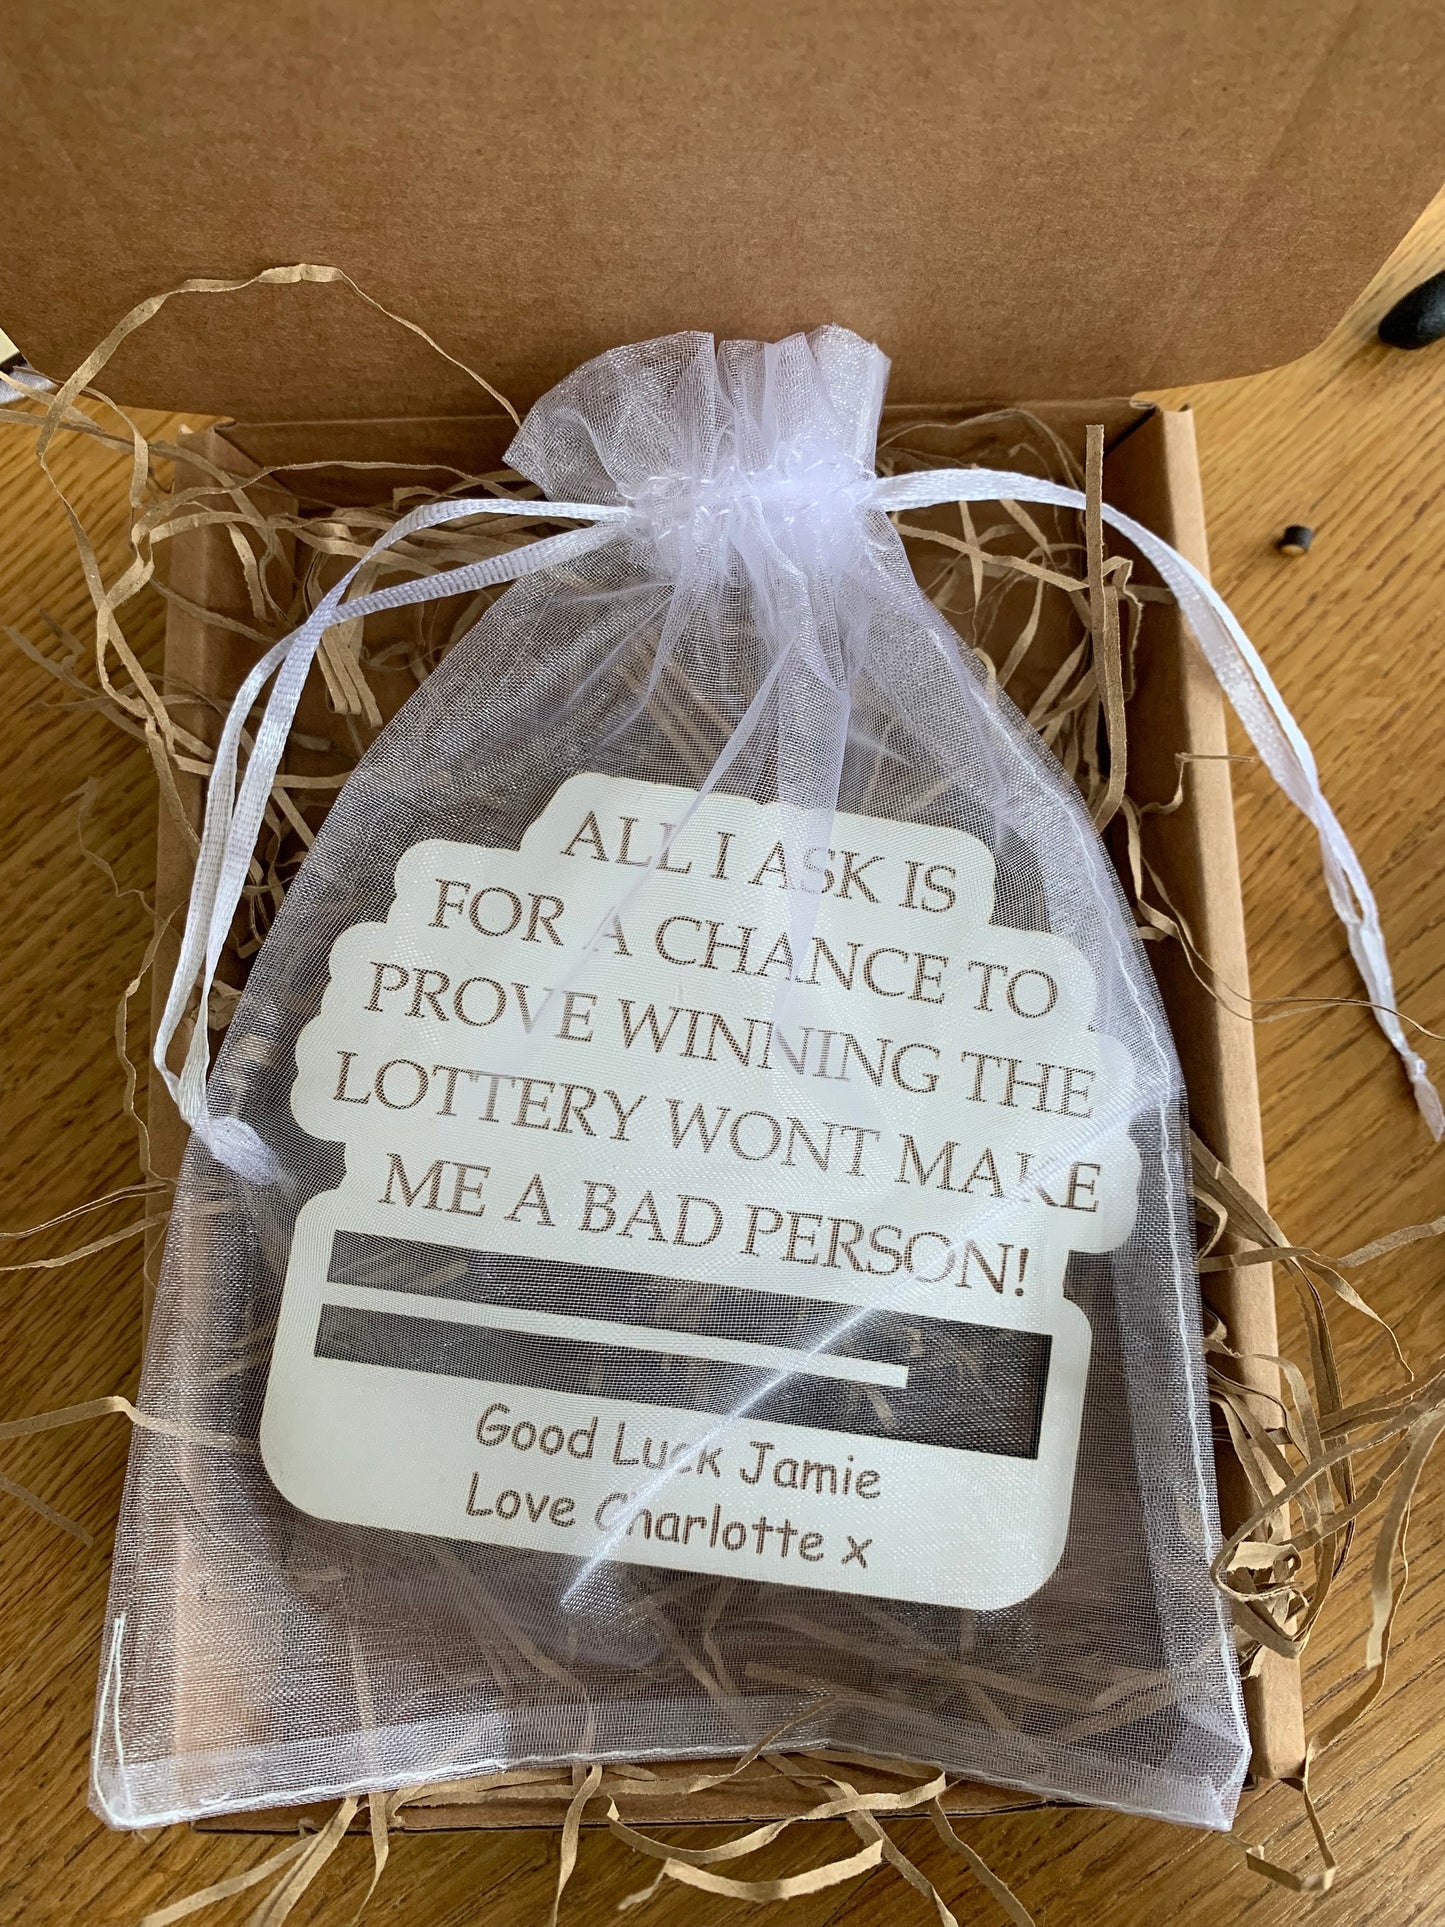 ALL I ASK IS
FOR A CHANCE TO
PROVE WINNING THE
LOTTERY WONT MAKE
ME A BAD PERSON!
Good Luck Jamie
Love Charlotte x